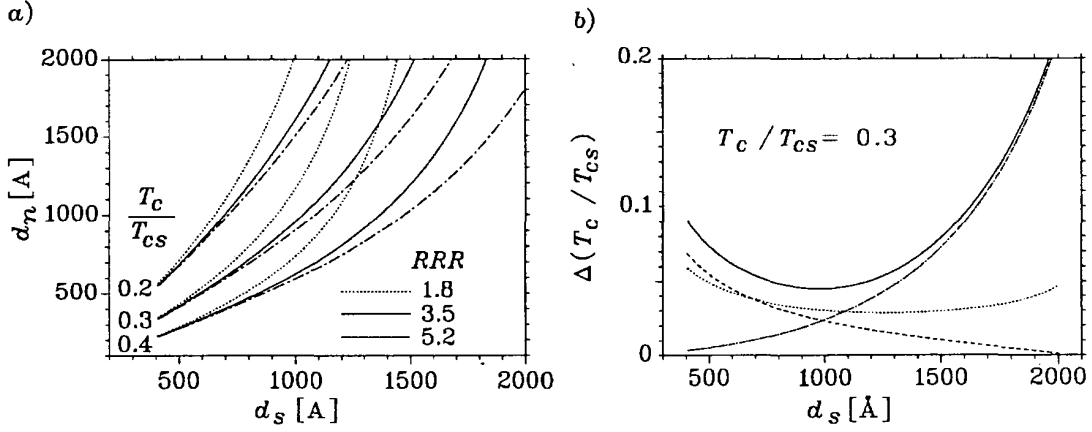 a)
2000
1500
1000
500
d_n [A]
T_c
T_cs
0.2
0.3
0.4
RRR
1.8
3.5
5.2
500
1000
1500
2000
d_s [A]
b)
0.2
0.1
0
Δ(T_c / T_cs)
T_c / T_cs = 0.3
500
1000
1500
2000
d_s [Å]